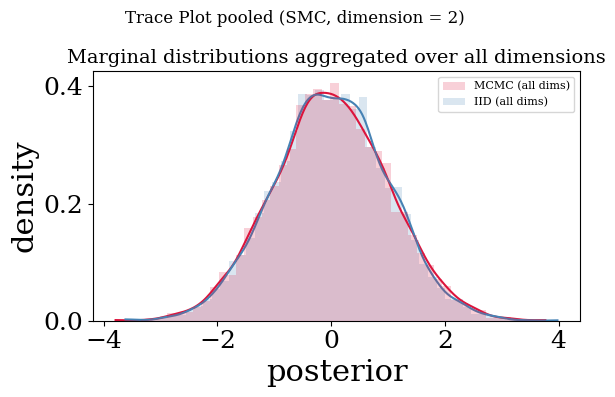 Trace Plot pooled (SMC, dimension = 2)
Marginal distributions aggregated over all dimensions
MCMC (all dims)
IID (all dims)
density
0.4
0.2
0.0
−4
−2
0
2
4
posterior